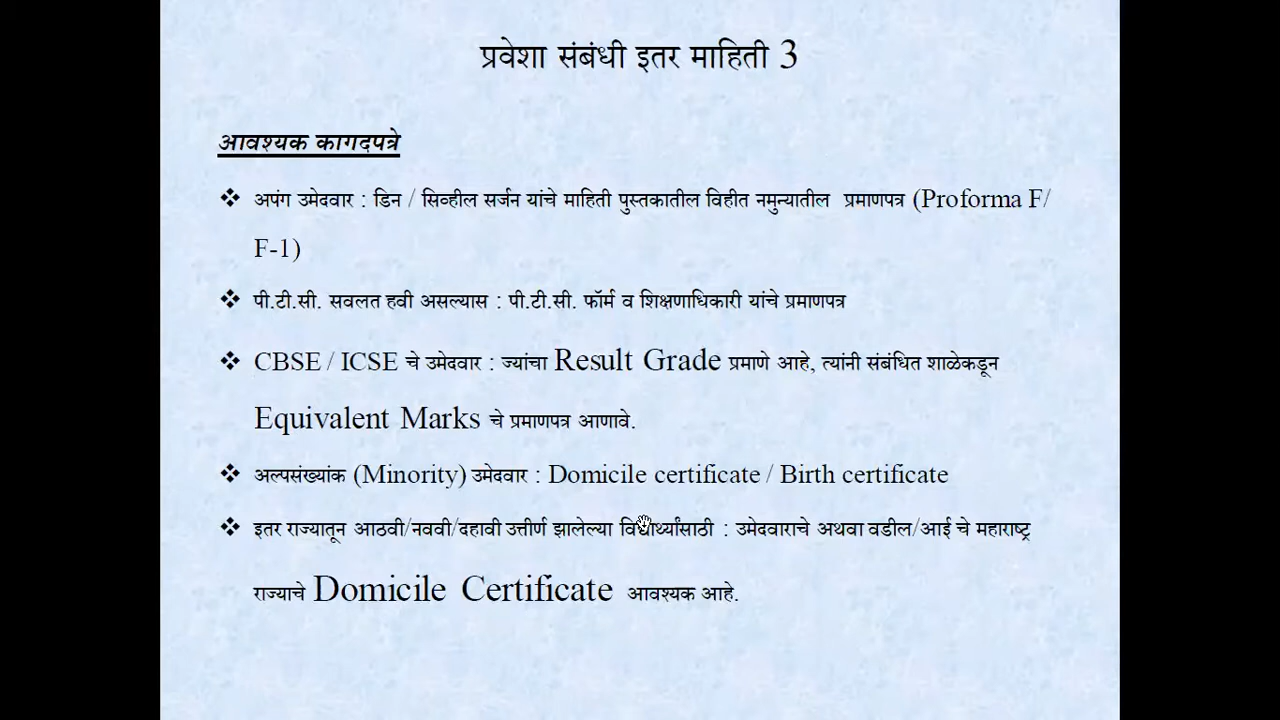 प्रवेशा संबंधी इतर माहिती 3
आवश्यक कागदपत्रे
❖ अपंग उमेदवार : डिन / सिव्हील सर्जन यांचे माहिती पुस्तकातील विहीत नमुन्यातील प्रमाणपत्र (Proforma F/
F-1)
❖ पी.टी.सी. सवलत हवी असल्यास : पी.टी.सी. फॉर्म व शिक्षणाधिकारी यांचे प्रमाणपत्र
❖ CBSE / ICSE चे उमेदवार : ज्यांचा Result Grade प्रमाणे आहे, त्यांनी संबंधित शाळेकडून
Equivalent Marks चे प्रमाणपत्र आणावे.
❖ अल्पसंख्यांक (Minority) उमेदवार : Domicile certificate / Birth certificate
❖ इतर राज्यातून आठवी/नववी/दहावी उत्तीर्ण झालेल्या विद्यार्थ्यांसाठी : उमेदवाराचे अथवा वडील/आई चे महाराष्ट्र
राज्याचे Domicile Certificate आवश्यक आहे.